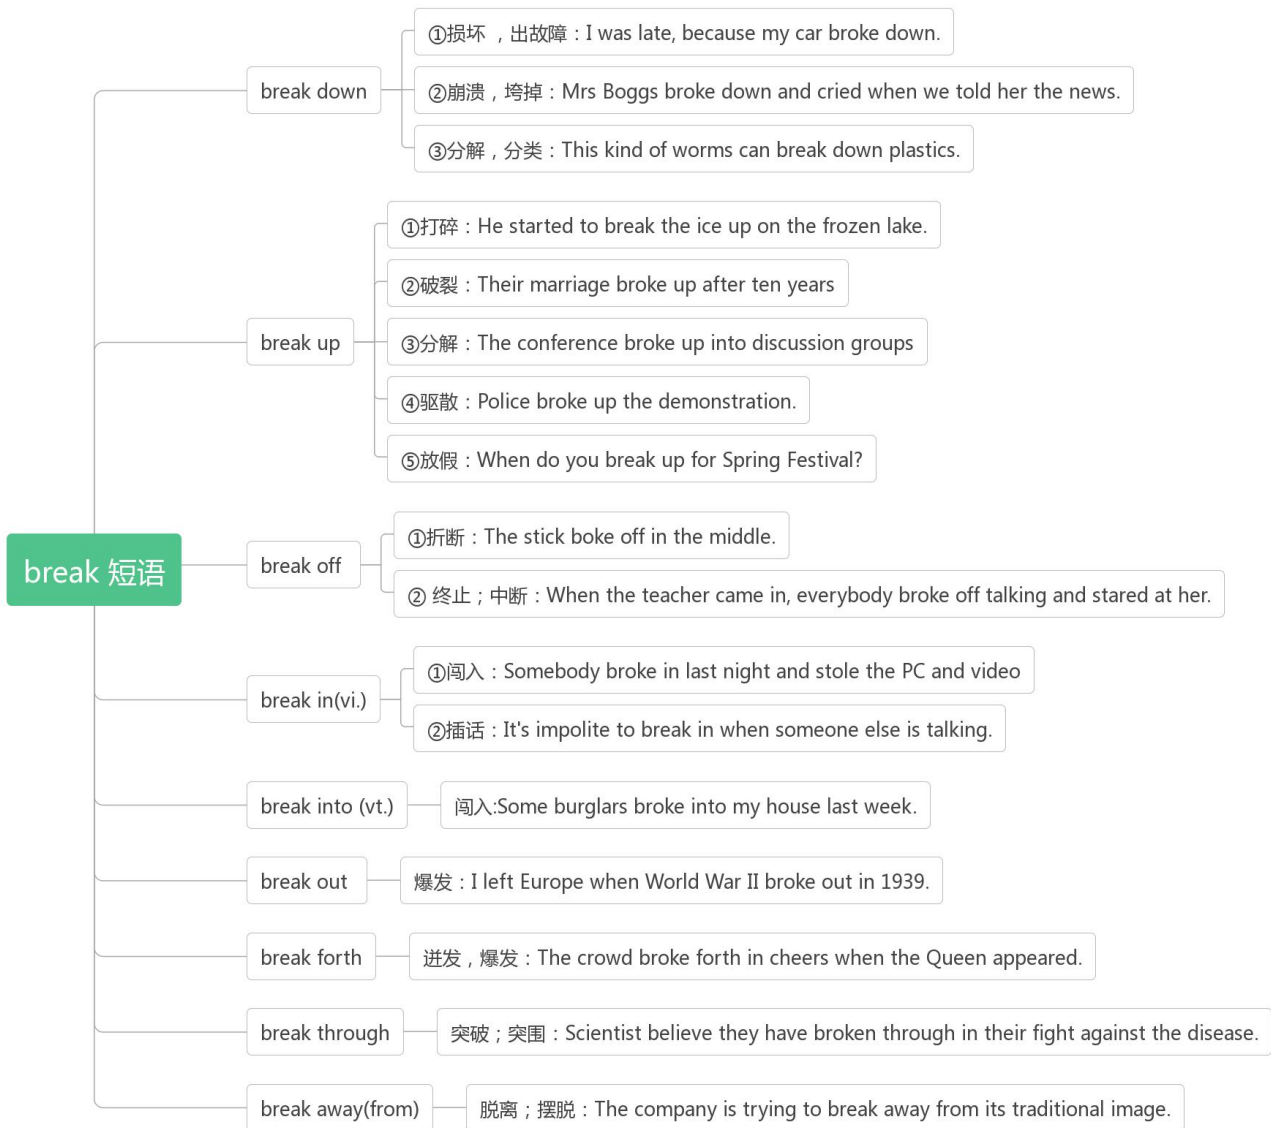 break 短语
break down
①损坏 ，出故障：I was late, because my car broke down.
②崩溃，垮掉：Mrs Boggs broke down and cried when we told her the news.
③分解，分类：This kind of worms can break down plastics.
break up
①打碎：He started to break the ice up on the frozen lake.
②破裂：Their marriage broke up after ten years
③分解：The conference broke up into discussion groups
④驱散：Police broke up the demonstration.
⑤放假：When do you break up for Spring Festival?
break off
①折断：The stick boke off in the middle.
② 终止；中断：When the teacher came in, everybody broke off talking and stared at her.
break in(vi.)
①闯入：Somebody broke in last night and stole the PC and video
②插话：It's impolite to break in when someone else is talking.
break into (vt.)
闯入:Some burglars broke into my house last week.
break out
爆发：I left Europe when World War II broke out in 1939.
break forth
迸发，爆发：The crowd broke forth in cheers when the Queen appeared.
break through
突破；突围：Scientist believe they have broken through in their fight against the disease.
break away(from)
脱离；摆脱：The company is trying to break away from its traditional image.